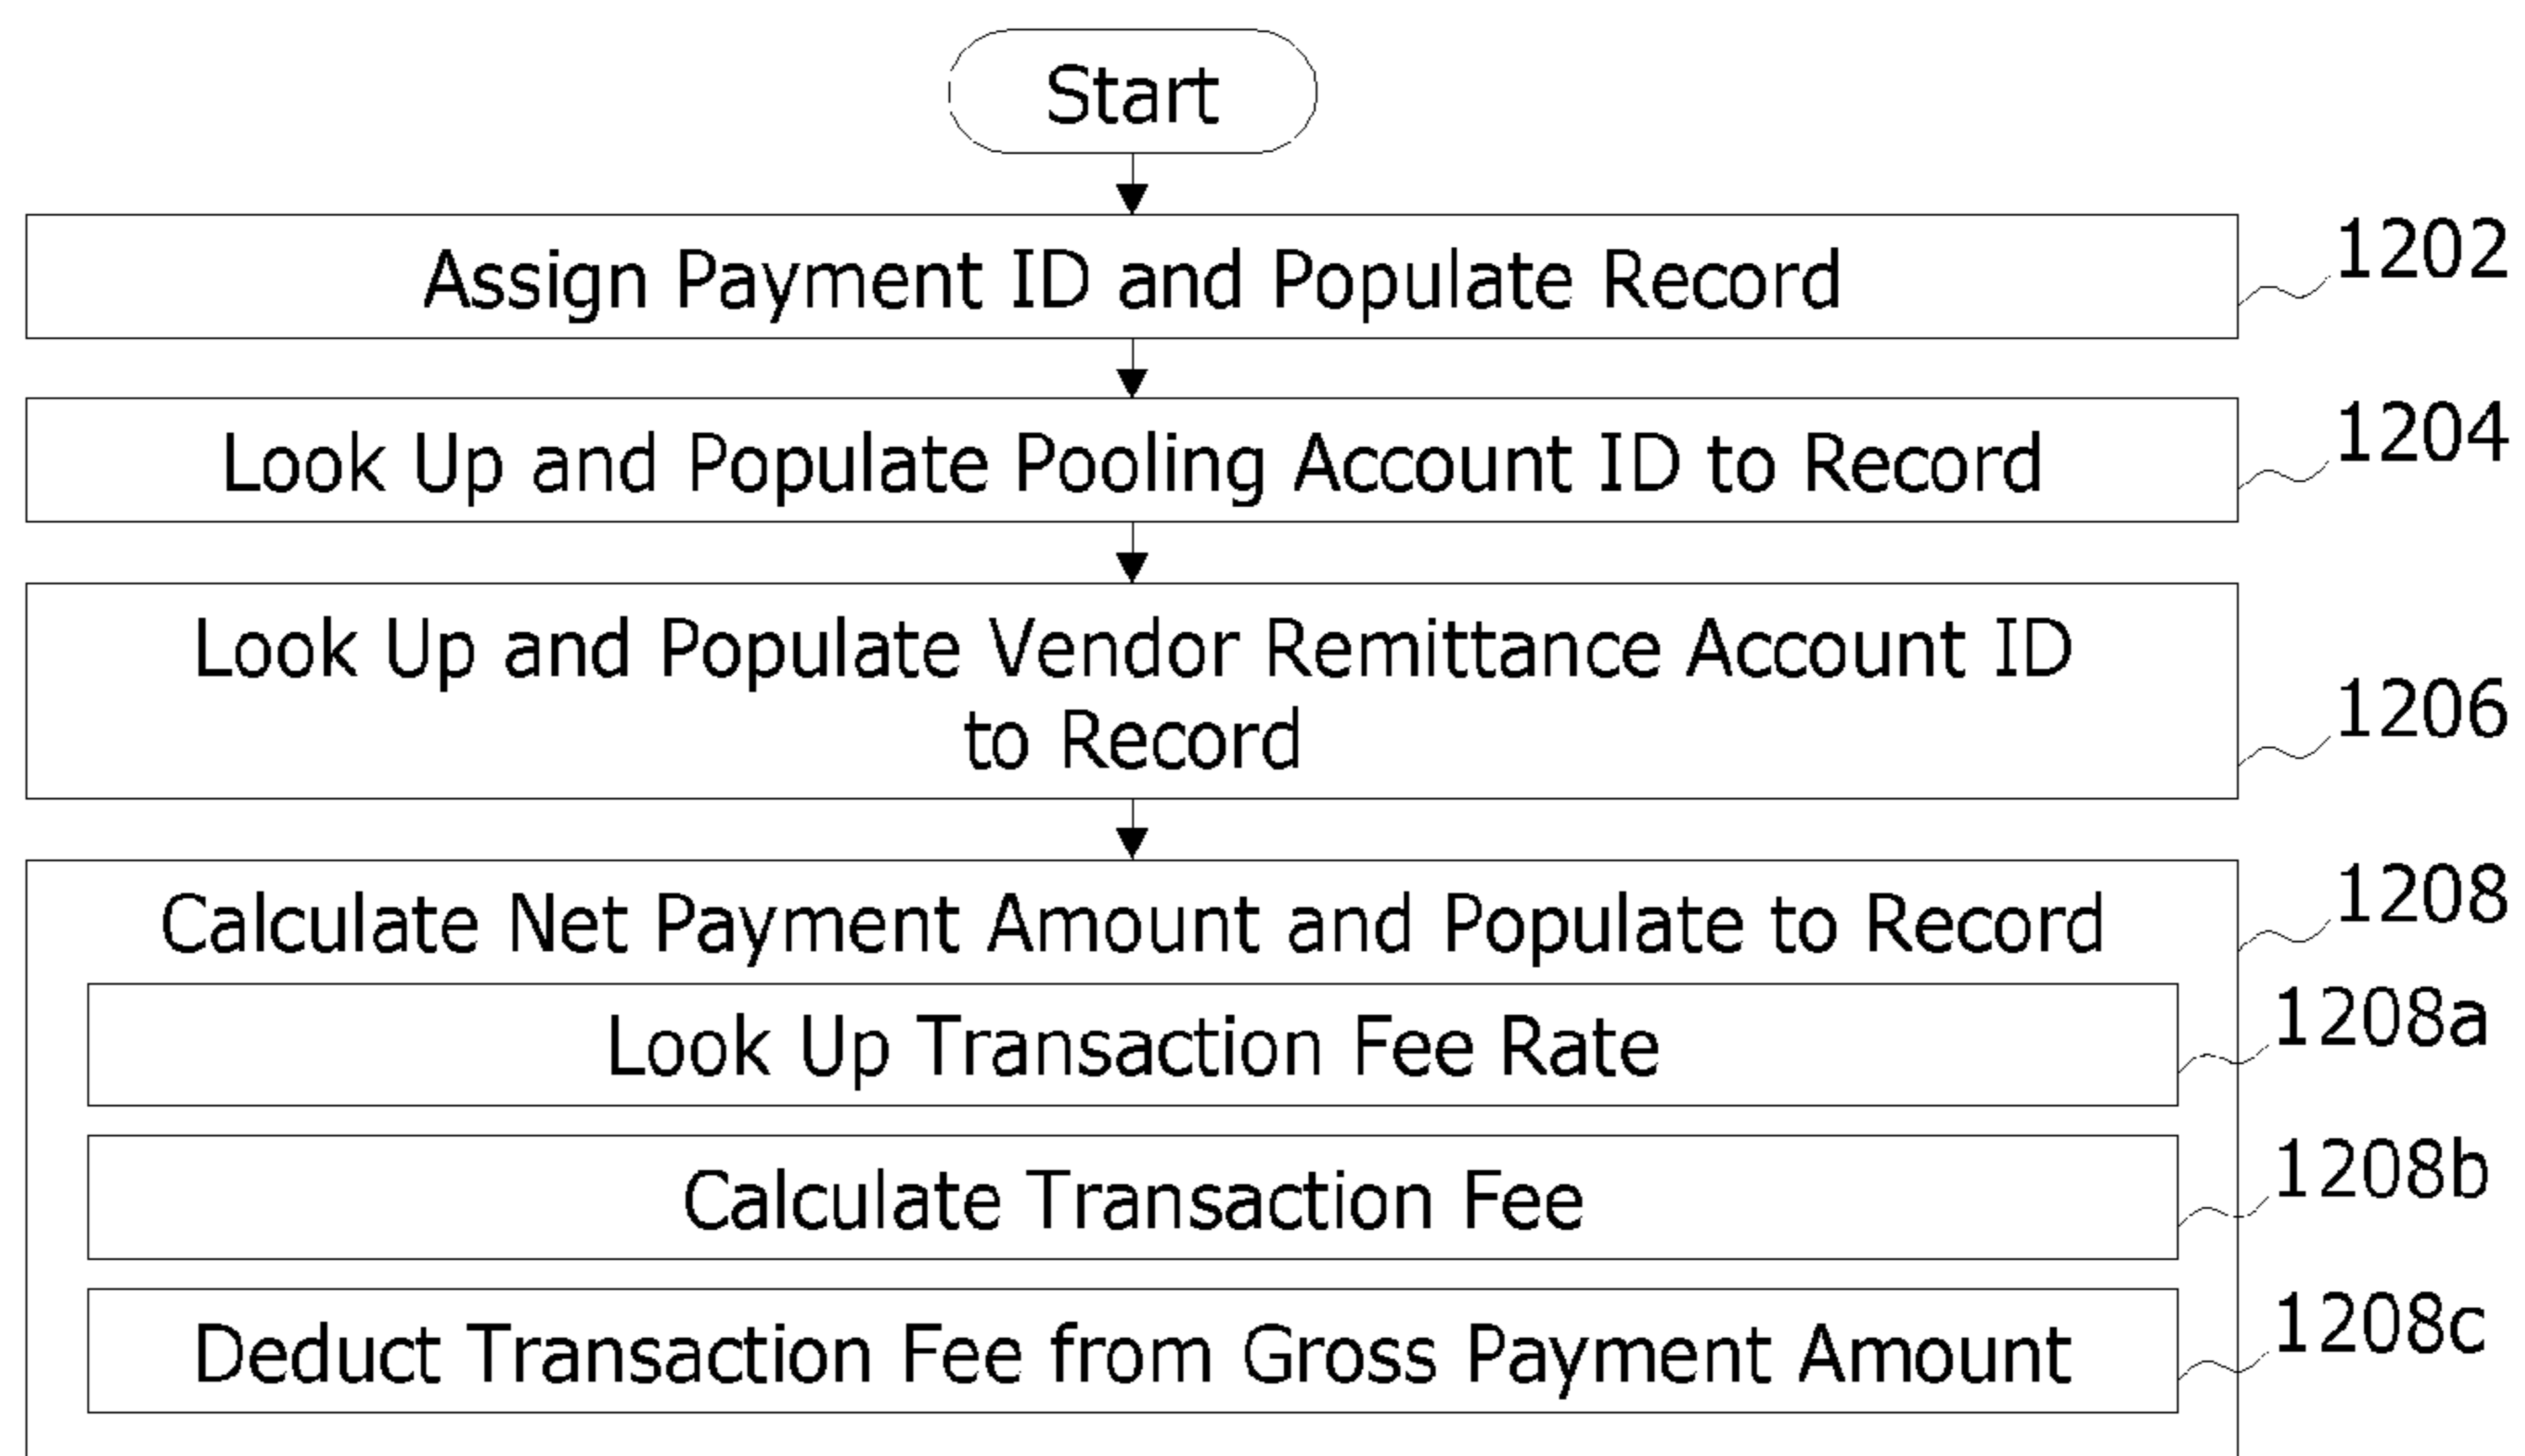 Start
Assign Payment ID and Populate Record
1202
Look Up and Populate Pooling Account ID to Record
1204
Look Up and Populate Vendor Remittance Account ID
to Record
1206
Calculate Net Payment Amount and Populate to Record
1208
Look Up Transaction Fee Rate
1208a
Calculate Transaction Fee
1208b
Deduct Transaction Fee from Gross Payment Amount
1208c